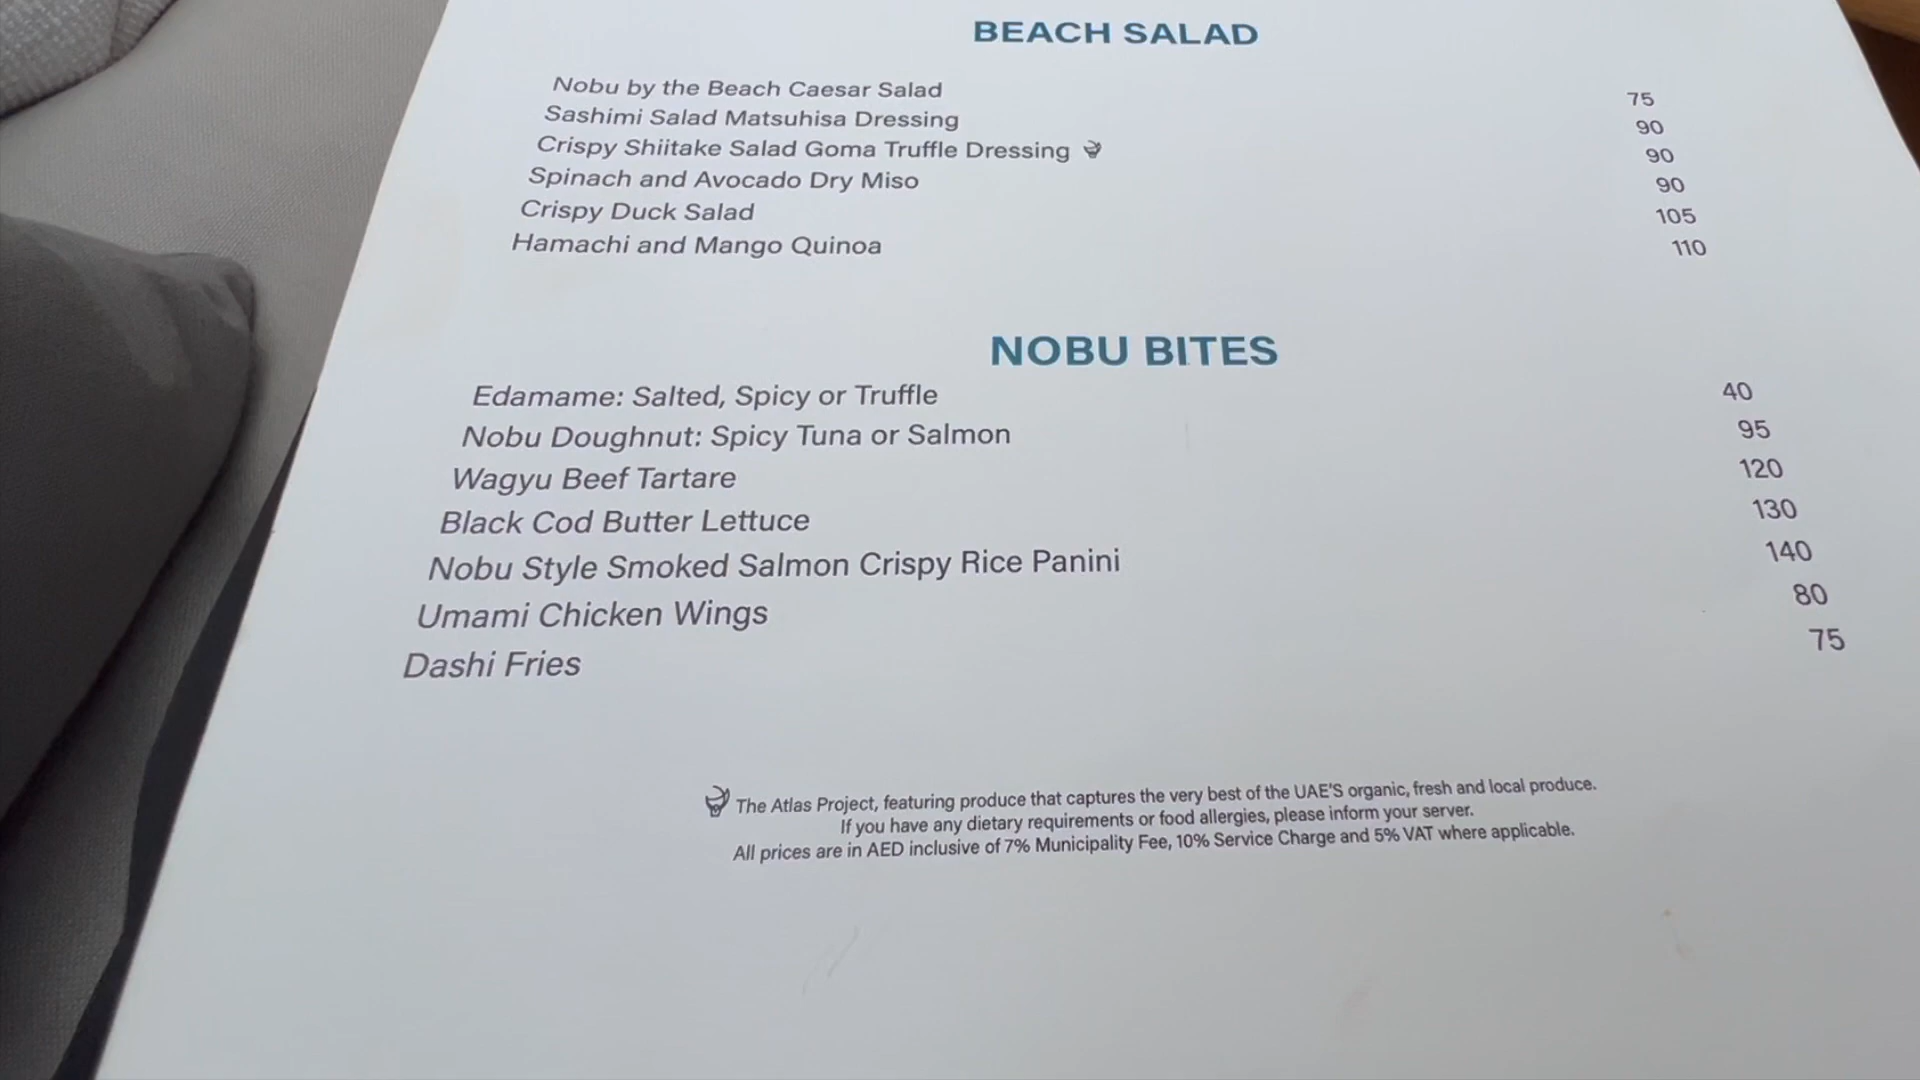 BEACH SALAD
Nobu by the Beach Caesar Salad 75
Sashimi Salad Matsuhisa Dressing 90
Crispy Shiitake Salad Goma Truffle Dressing 90
Spinach and Avocado Dry Miso 90
Crispy Duck Salad 105
Hamachi and Mango Quinoa 110
NOBU BITES
Edamame: Salted, Spicy or Truffle 40
Nobu Doughnut: Spicy Tuna or Salmon 95
Wagyu Beef Tartare 120
Black Cod Butter Lettuce 130
Nobu Style Smoked Salmon Crispy Rice Panini 140
Umami Chicken Wings 80
Dashi Fries 75
The Atlas Project, featuring produce that captures the very best of the UAE'S organic, fresh and local produce.
If you have any dietary requirements or food allergies, please inform your server.
All prices are in AED inclusive of 7% Municipality Fee, 10% Service Charge and 5% VAT where applicable.